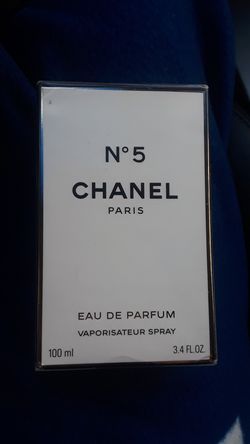 N°5
CHANEL
PARIS
EAU DE PARFUM
VAPORISATEUR SPRAY
100 ml 3.4 FL.OZ.